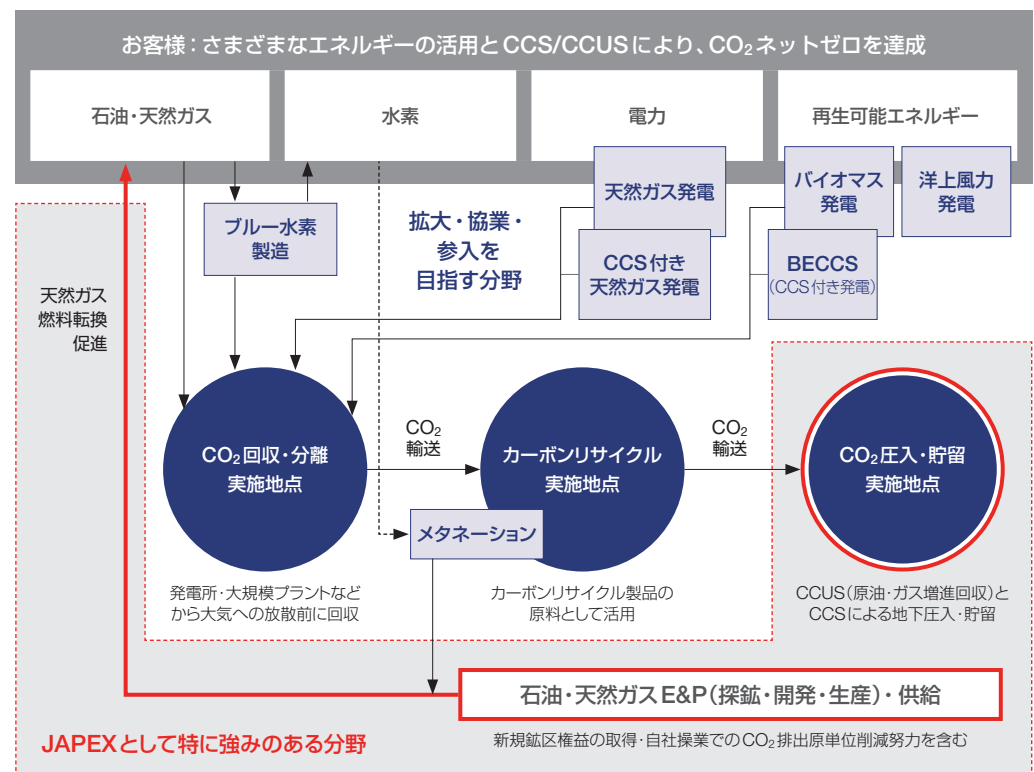 お客様：さまざまなエネルギーの活用とCCS/CCUSにより、CO₂ネットゼロを達成
石油・天然ガス
水素
電力
再生可能エネルギー
天然ガス発電
バイオマス
発電
洋上風力
発電
ブルー水素
製造
拡大・協業・
参入を
目指す分野
CCS付き
天然ガス発電
BECCS
（CCS付き発電）
天然ガス
燃料転換
促進
CO₂回収・分離
実施地点
CO₂
輸送
カーボンリサイクル
実施地点
CO₂
輸送
CO₂圧入・貯留
実施地点
メタネーション
発電所・大規模プラントなど
から大気への放散前に回収
カーボンリサイクル製品の
原料として活用
CCUS（原油・ガス増進回収）と
CCSによる地下圧入・貯留
石油・天然ガスE&P（探鉱・開発・生産）・供給
JAPEXとして特に強みのある分野
新規鉱区権益の取得・自社操業でのCO₂排出原単位削減努力を含む